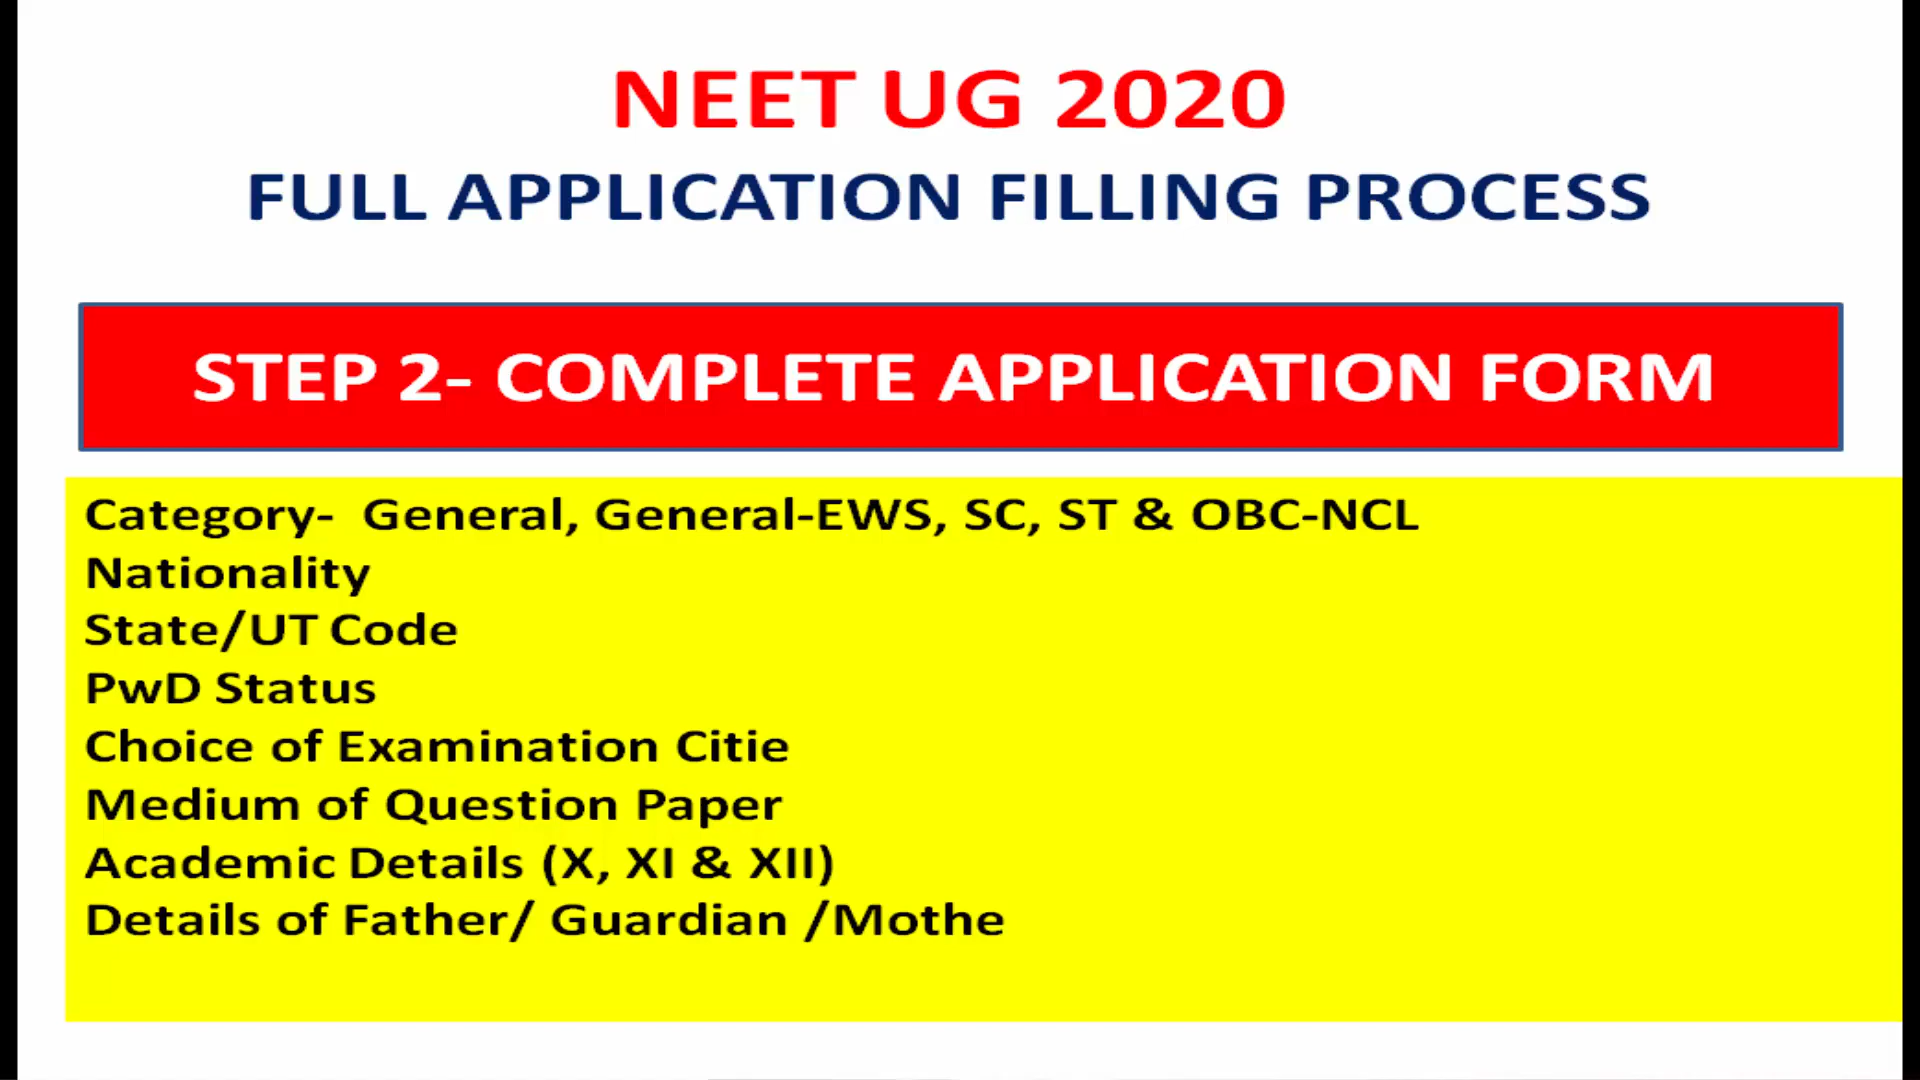 NEET UG 2020
FULL APPLICATION FILLING PROCESS
STEP 2- COMPLETE APPLICATION FORM
Category-  General, General-EWS, SC, ST & OBC-NCL
Nationality
State/UT Code
PwD Status
Choice of Examination Citie
Medium of Question Paper
Academic Details (X, XI & XII)
Details of Father/ Guardian /Mothe